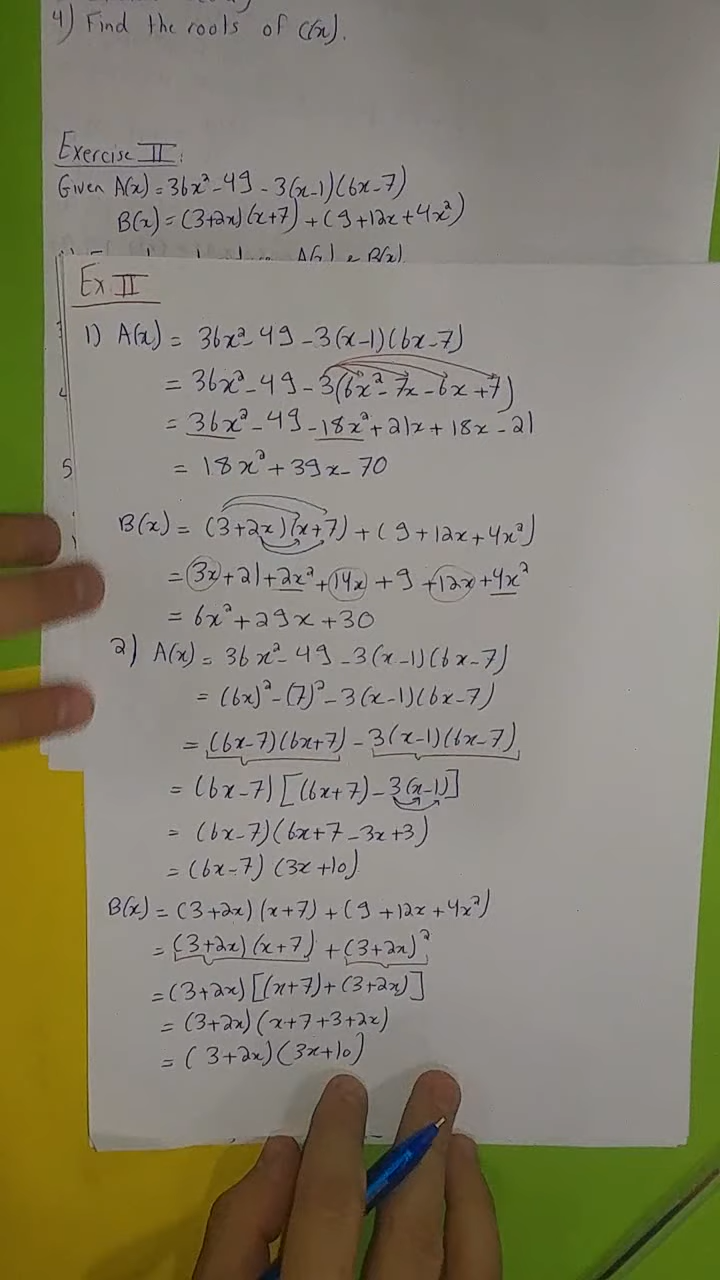 4) Find the roots of C(x).
Exercise II:
Given A(x) = 36x² - 49 - 3(x-1)(6x-7)
B(x) = (3+2x)(x+7) + (9+12x+4x²)
A(x) & B(x)
Ex II
1) A(x) = 36x² - 49 - 3(x-1)(6x-7)
= 36x² - 49 - 3(6x² - 7x - 6x + 7)
= 36x² - 49 - 18x² + 21x + 18x - 21
4
= 18x² + 39x - 70
5
B(x) = (3+2x)(x+7) + (9+12x+4x²)
= 3x + 21 + 2x² + 14x + 9 + 12x + 4x²
= 6x² + 29x + 30
2) A(x) = 36x² - 49 - 3(x-1)(6x-7)
= (6x)² - (7)² - 3(x-1)(6x-7)
= (6x-7)(6x+7) - 3(x-1)(6x-7)
= (6x-7)[(6x+7) - 3(x-1)]
= (6x-7)(6x+7-3x+3)
= (6x-7)(3x+10)
B(x) = (3+2x)(x+7) + (9+12x+4x²)
= (3+2x)(x+7) + (3+2x)²
= (3+2x)[(x+7)+(3+2x)]
= (3+2x)(x+7+3+2x)
= (3+2x)(3x+10)